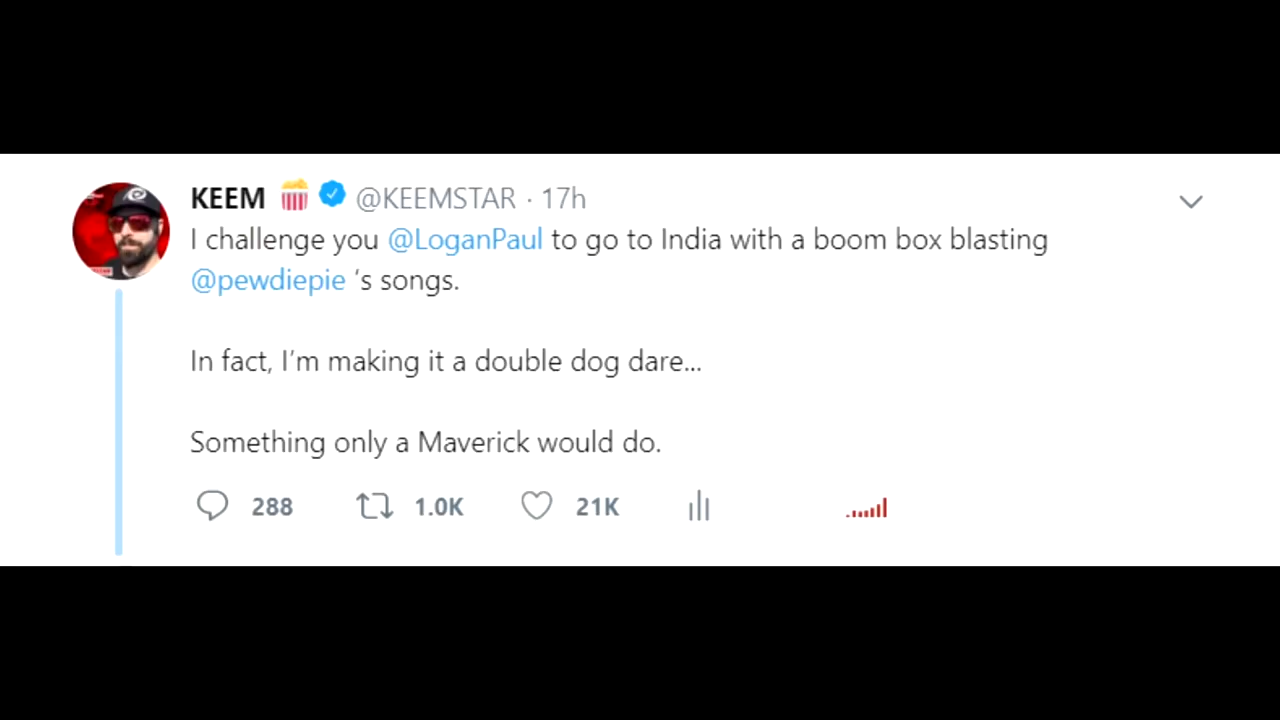 KEEM 🍿 @KEEMSTAR · 17h
I challenge you @LoganPaul to go to India with a boom box blasting
@pewdiepie ‘s songs.
In fact, I’m making it a double dog dare...
Something only a Maverick would do.
288 1.0K 21K